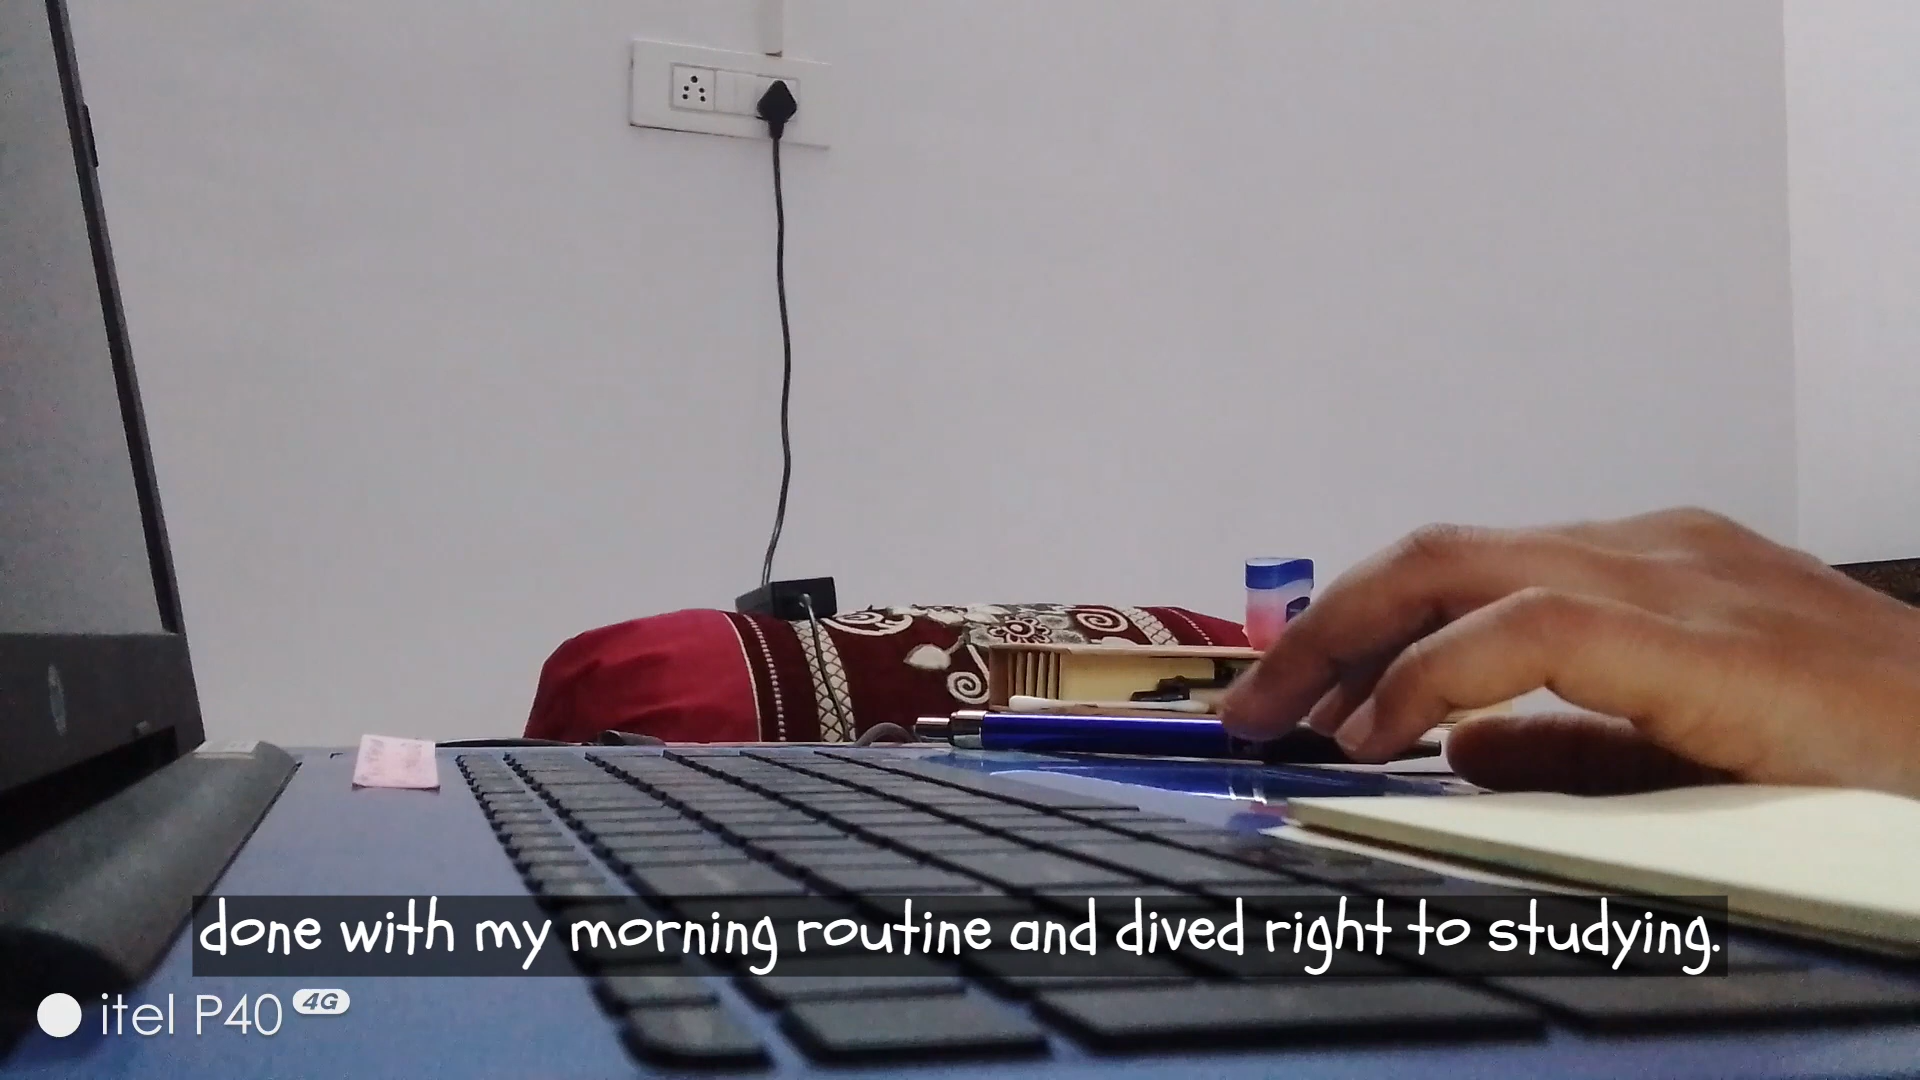 done with my morning routine and dived right to studying.
itel P40 4G